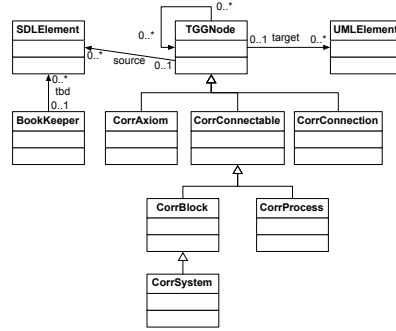 0..*
SDLElement
0..*
TGGNode
0..1 target 0..*
UMLElement
0..*
source
0..1
0..*
tbd
0..1
BookKeeper
CorrAxiom
CorrConnectable
CorrConnection
CorrBlock
CorrProcess
CorrSystem